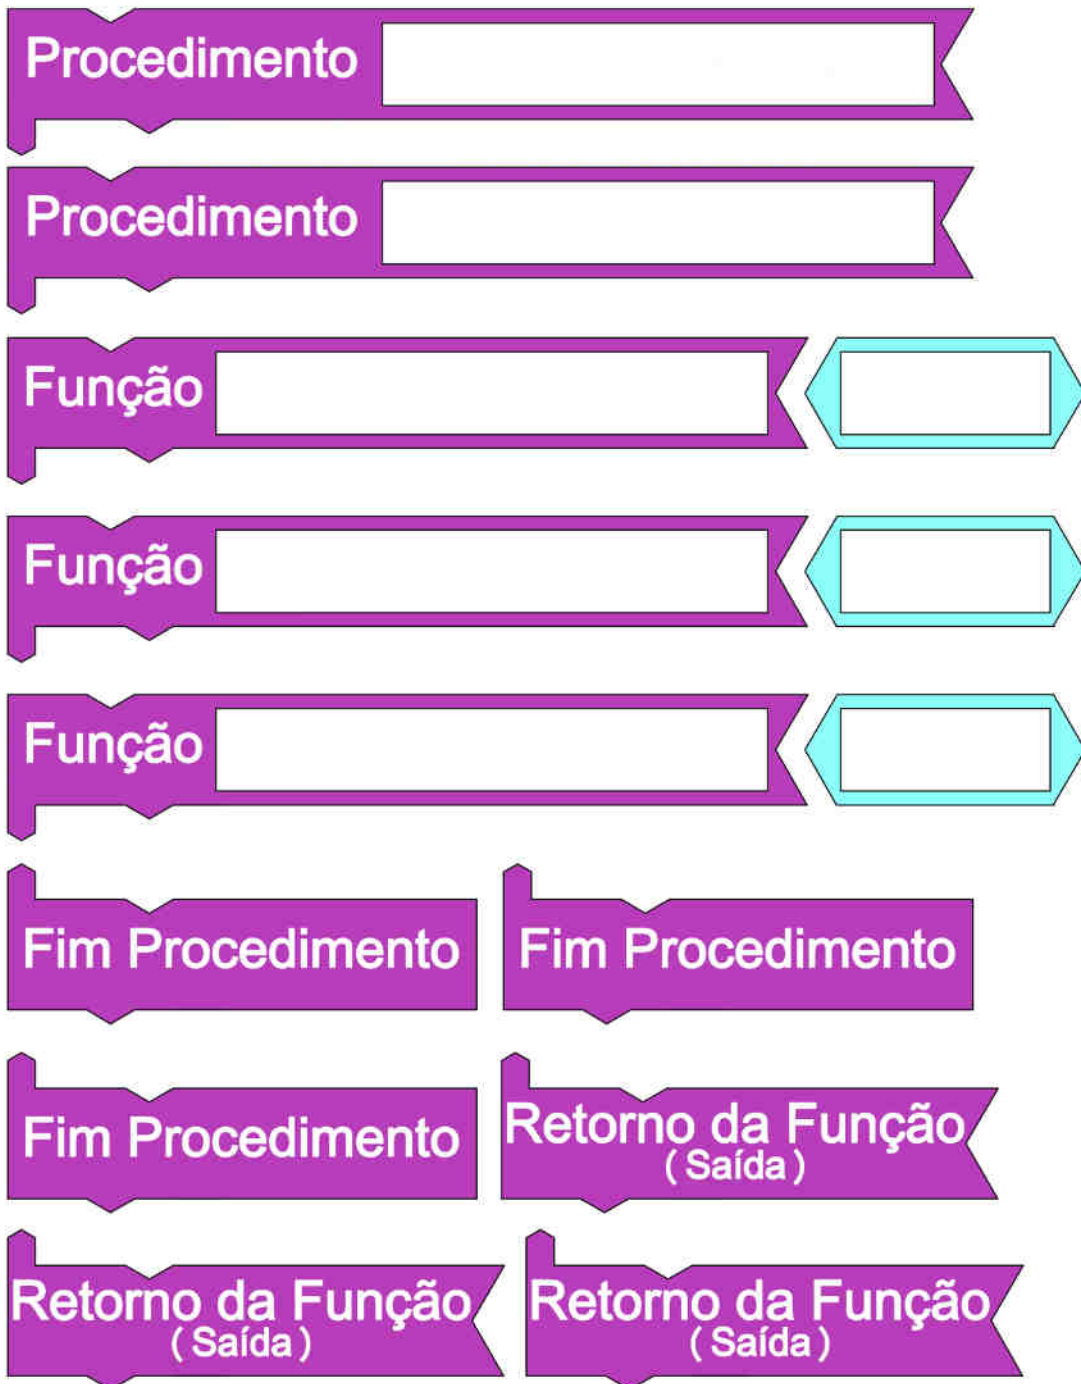 Procedimento
Procedimento
Função
Função
Função
Fim Procedimento
Fim Procedimento
Fim Procedimento
Retorno da Função
( Saída )
Retorno da Função
( Saída )
Retorno da Função
( Saída )